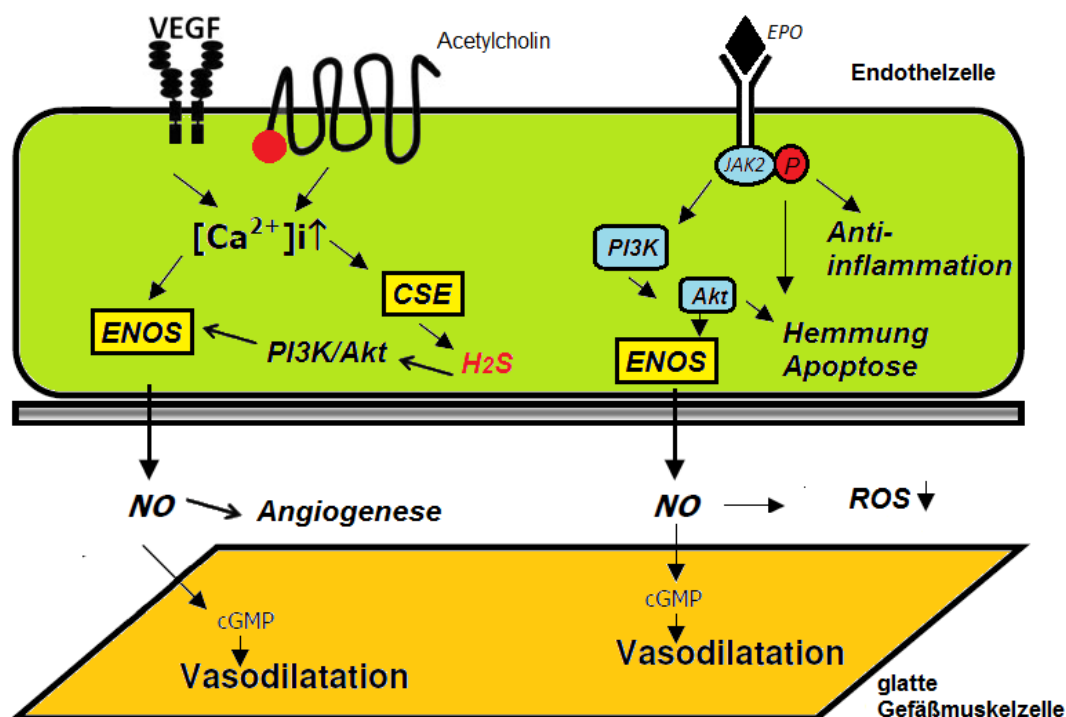 VEGF
Acetylcholin
EPO
Endothelzelle
JAK2
P
[Ca²⁺]i↑
PI3K
Anti-
inflammation
CSE
Akt
ENOS
PI3K/Akt
H2S
ENOS
Hemmung
Apoptose
NO
Angiogenese
NO
ROS
cGMP
Vasodilatation
cGMP
Vasodilatation
glatte
Gefäßmuskelzelle